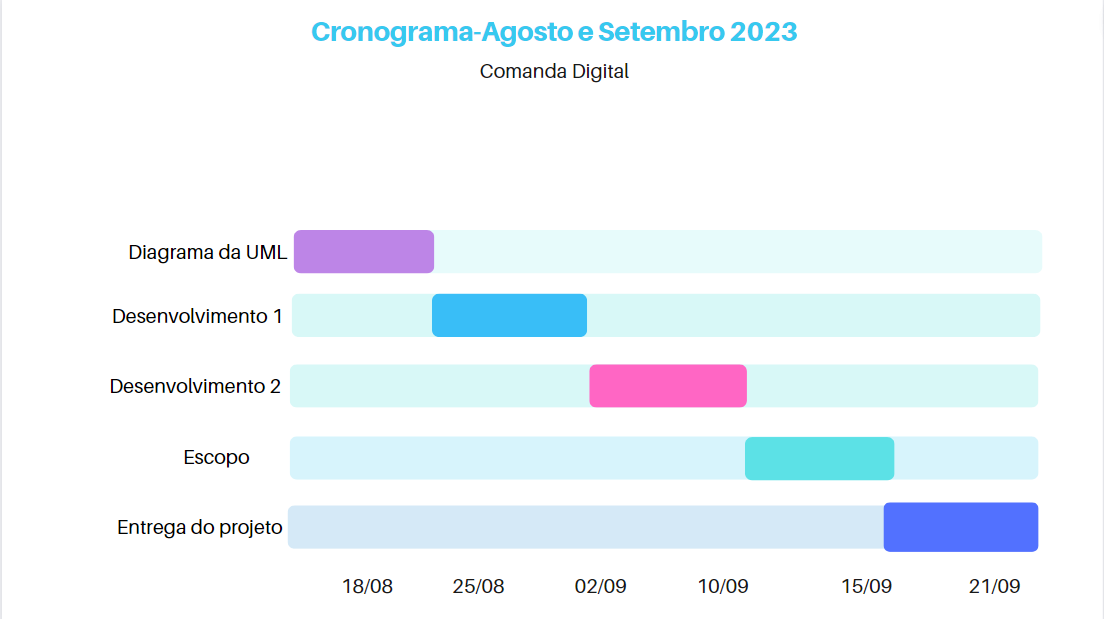 Cronograma-Agosto e Setembro 2023
Comanda Digital
Diagrama da UML
Desenvolvimento 1
Desenvolvimento 2
Escopo
Entrega do projeto
18/08 25/08 02/09 10/09 15/09 21/09